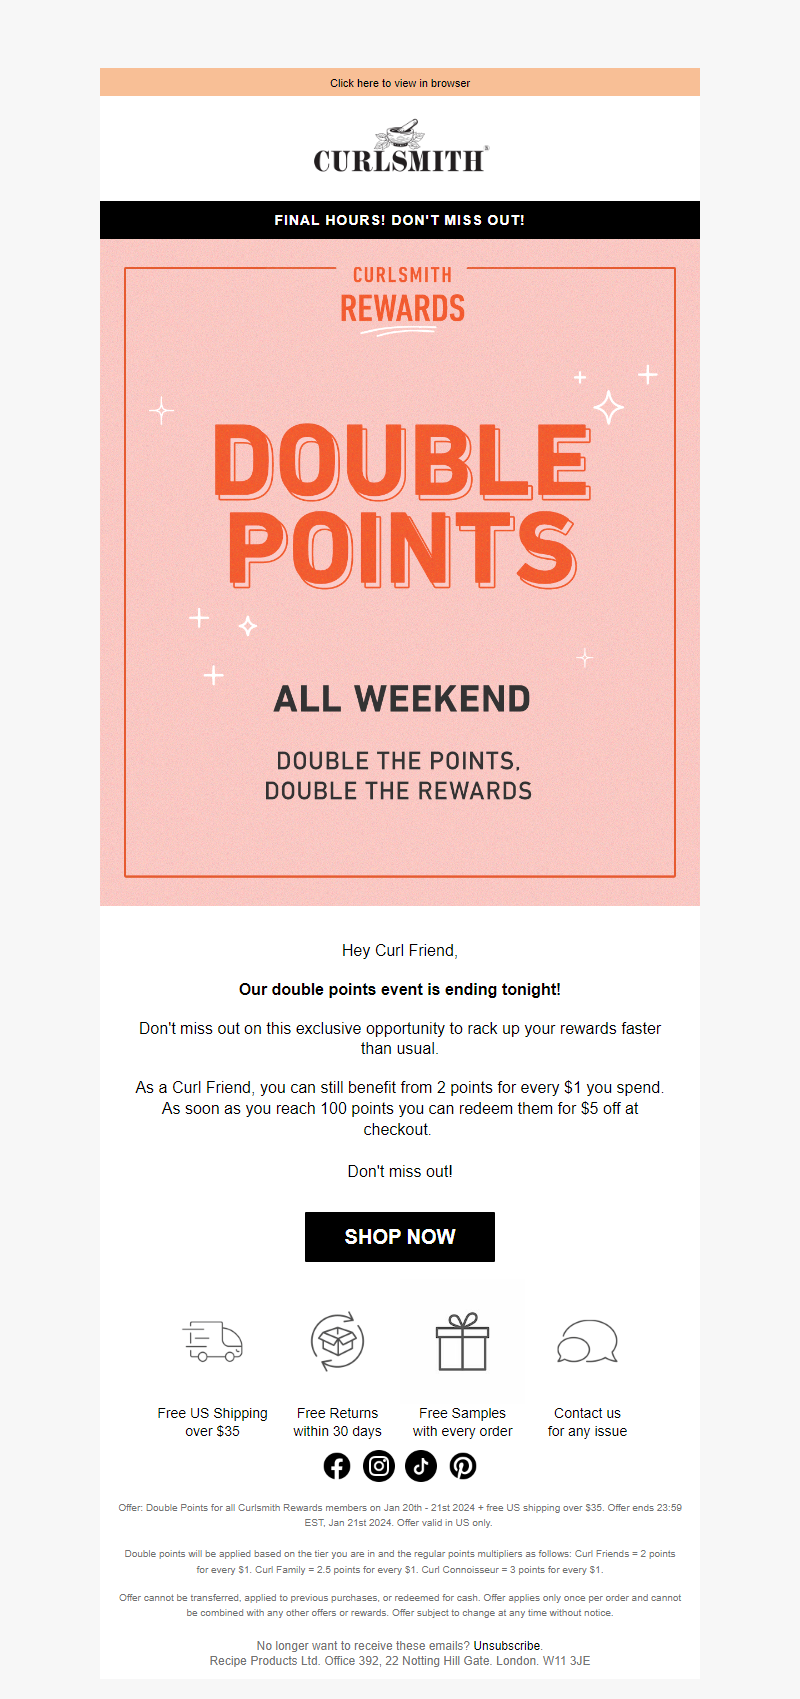 Click here to view in browser
CURLSMITH
FINAL HOURS! DON'T MISS OUT!
CURLSMITH
REWARDS
DOUBLE
POINTS
ALL WEEKEND
DOUBLE THE POINTS,
DOUBLE THE REWARDS
Hey Curl Friend,
Our double points event is ending tonight!
Don't miss out on this exclusive opportunity to rack up your rewards faster
than usual.
As a Curl Friend, you can still benefit from 2 points for every $1 you spend.
As soon as you reach 100 points you can redeem them for $5 off at
checkout.
Don't miss out!
SHOP NOW
Free US Shipping
over $35
Free Returns
within 30 days
Free Samples
with every order
Contact us
for any issue
Offer: Double Points for all Curlsmith Rewards members on Jan 20th - 21st 2024 + free US shipping over $35. Offer ends 23:59
EST, Jan 21st 2024. Offer valid in US only.
Double points will be applied based on the tier you are in and the regular points multipliers as follows: Curl Friends = 2 points
for every $1. Curl Family = 2.5 points for every $1. Curl Connoisseur = 3 points for every $1.
Offer cannot be transferred, applied to previous purchases, or redeemed for cash. Offer applies only once per order and cannot
be combined with any other offers or rewards. Offer subject to change at any time without notice.
No longer want to receive these emails? Unsubscribe.
Recipe Products Ltd. Office 392, 22 Notting Hill Gate. London. W11 3JE